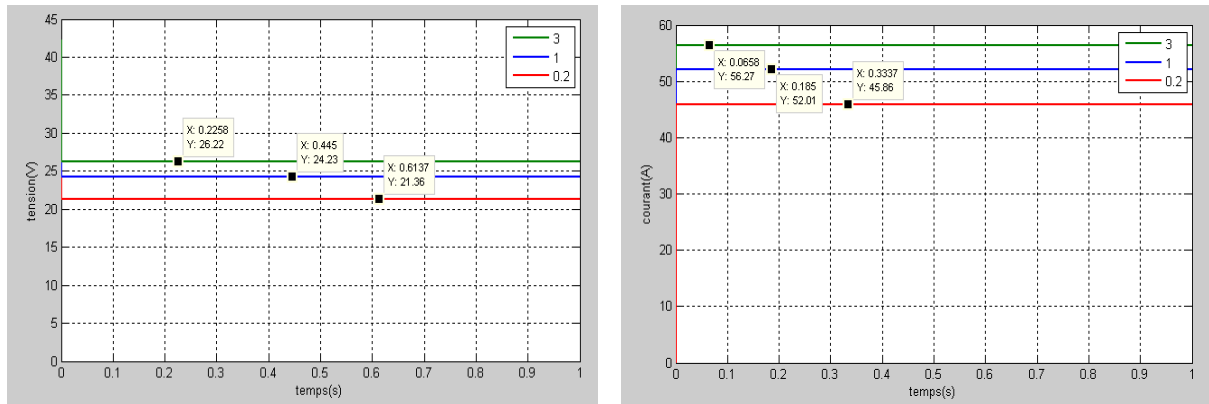 45
40
35
30
25
20
15
10
5
0
tension(V)
3
1
0.2
X: 0.2258
Y: 26.22
X: 0.445
Y: 24.23
X: 0.6137
Y: 21.36
0 0.1 0.2 0.3 0.4 0.5 0.6 0.7 0.8 0.9 1
temps(s)
60
50
40
30
20
10
0
courant(A)
3
1
0.2
X: 0.0658
Y: 56.27
X: 0.185
Y: 52.01
X: 0.3337
Y: 45.86
0 0.1 0.2 0.3 0.4 0.5 0.6 0.7 0.8 0.9 1
temps(s)